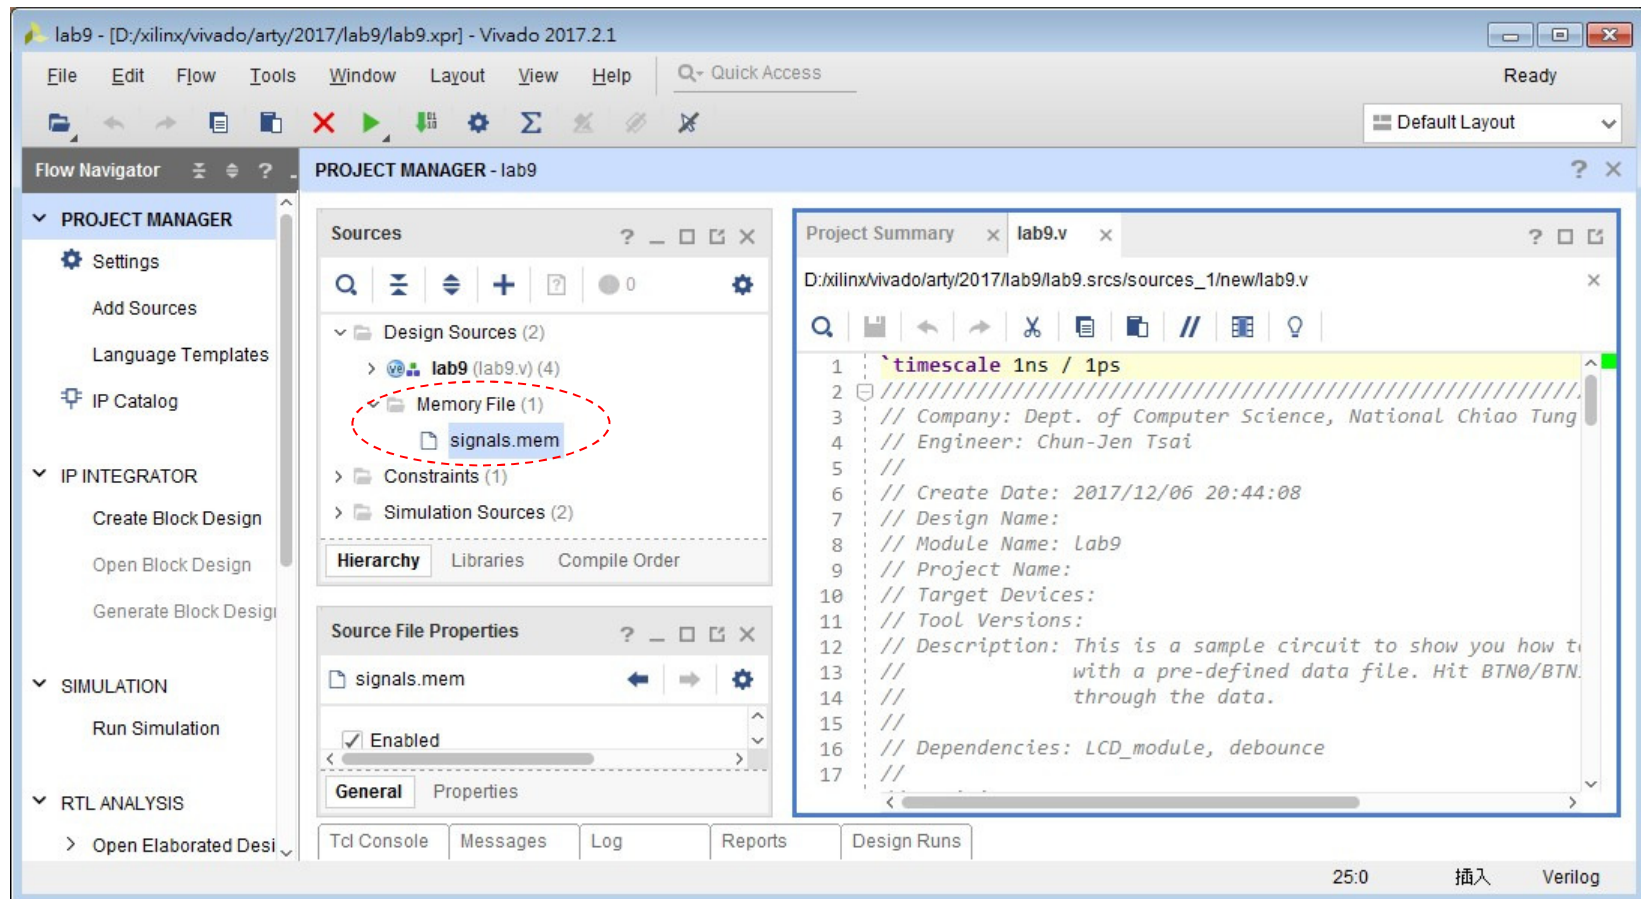 lab9 - [D:/xilinx/vivado/arty/2017/lab9/lab9.xpr] - Vivado 2017.2.1
File Edit Flow Tools Window Layout View Help Quick Access Ready
Default Layout
Flow Navigator
PROJECT MANAGER - lab9
PROJECT MANAGER
Settings
Add Sources
Language Templates
IP Catalog
IP INTEGRATOR
Create Block Design
Open Block Design
Generate Block Desig
SIMULATION
Run Simulation
RTL ANALYSIS
Open Elaborated Desi
Sources
0
Design Sources (2)
lab9 (lab9.v) (4)
Memory File (1)
signals.mem
Constraints (1)
Simulation Sources (2)
Hierarchy Libraries Compile Order
Source File Properties
signals.mem
Enabled
General Properties
Project Summary lab9.v
D:/xilinx/vivado/arty/2017/lab9/lab9.srcs/sources_1/new/lab9.v
1 `timescale 1ns / 1ps
2 //////////////////////////////////////////////////////////
3 // Company: Dept. of Computer Science, National Chiao Tung
4 // Engineer: Chun-Jen Tsai
5 //
6 // Create Date: 2017/12/06 20:44:08
7 // Design Name:
8 // Module Name: lab9
9 // Project Name:
10 // Target Devices:
11 // Tool Versions:
12 // Description: This is a sample circuit to show you how to
13 // with a pre-defined data file. Hit BTN0/BTN
14 // through the data.
15 //
16 // Dependencies: LCD_module, debounce
17 //
Tcl Console Messages Log Reports Design Runs
25:0 插入 Verilog